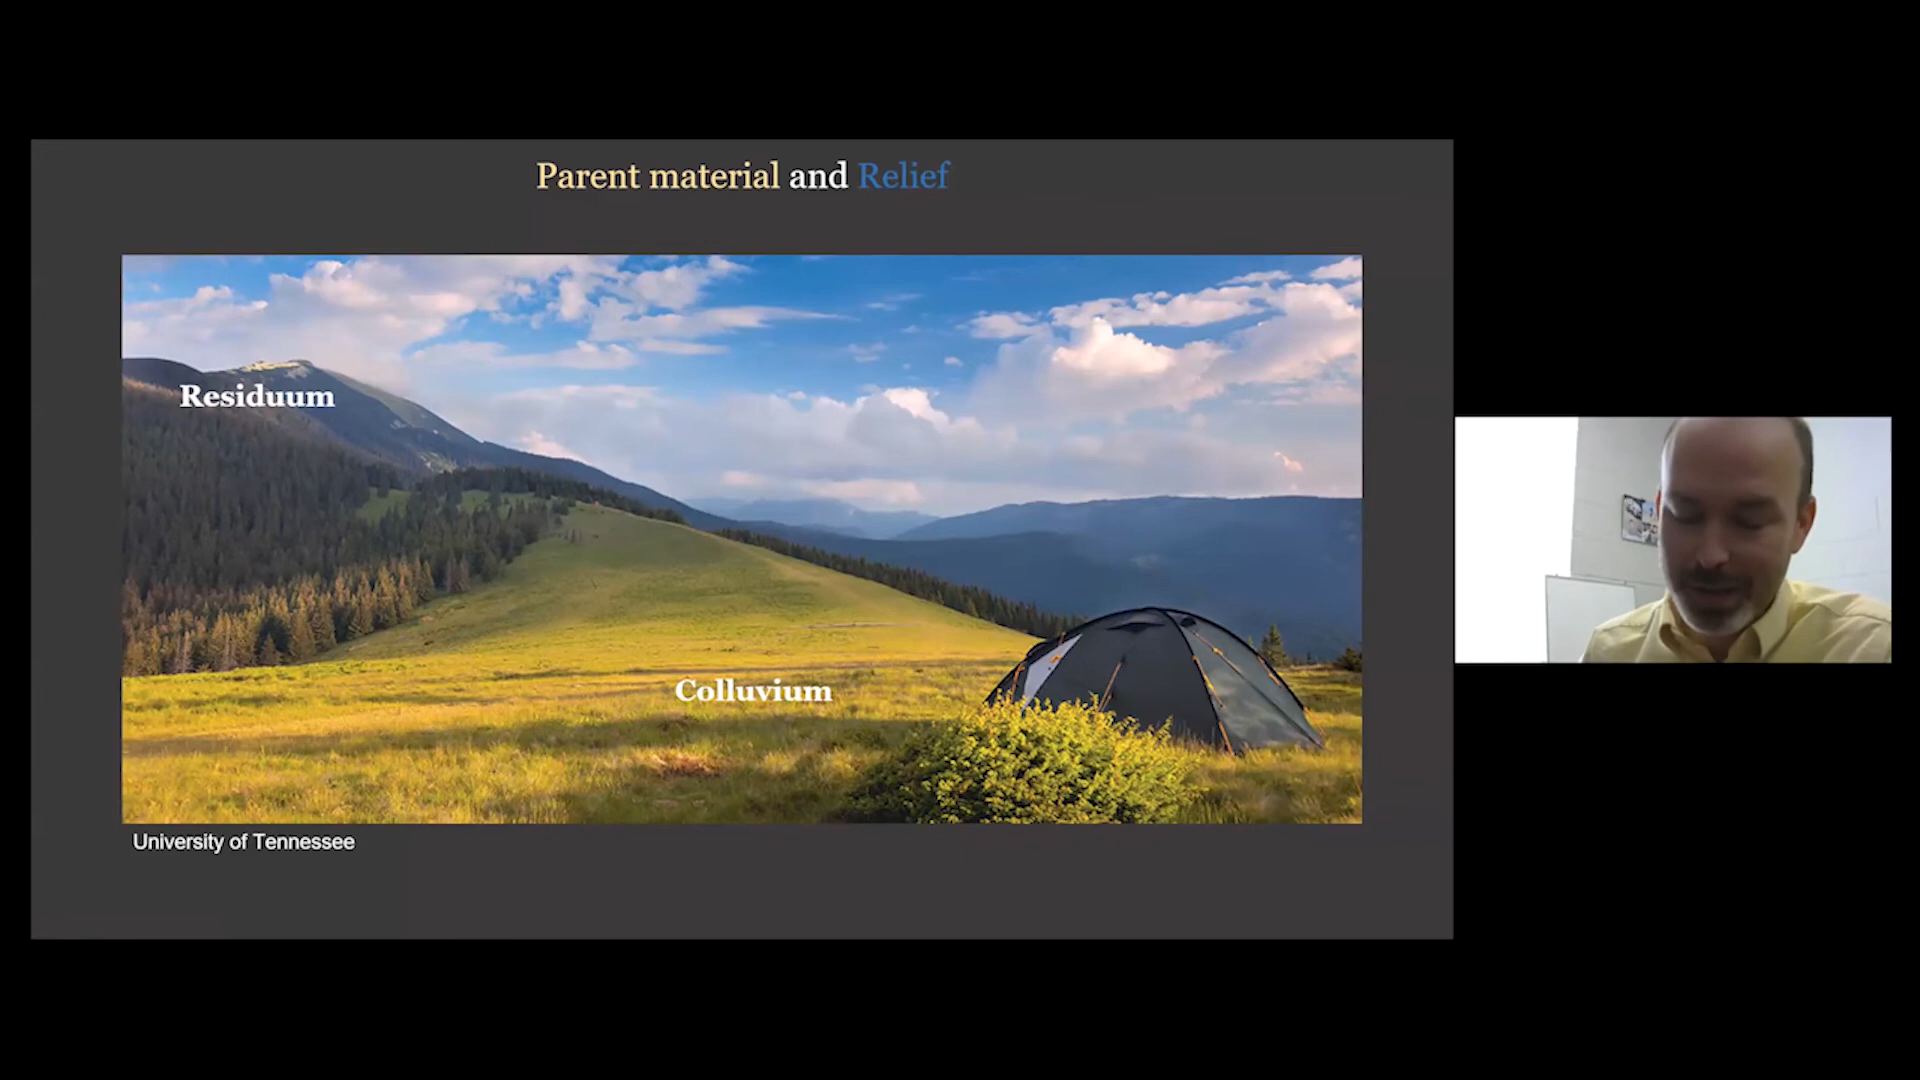 Parent material and Relief
Residuum
Colluvium
University of Tennessee